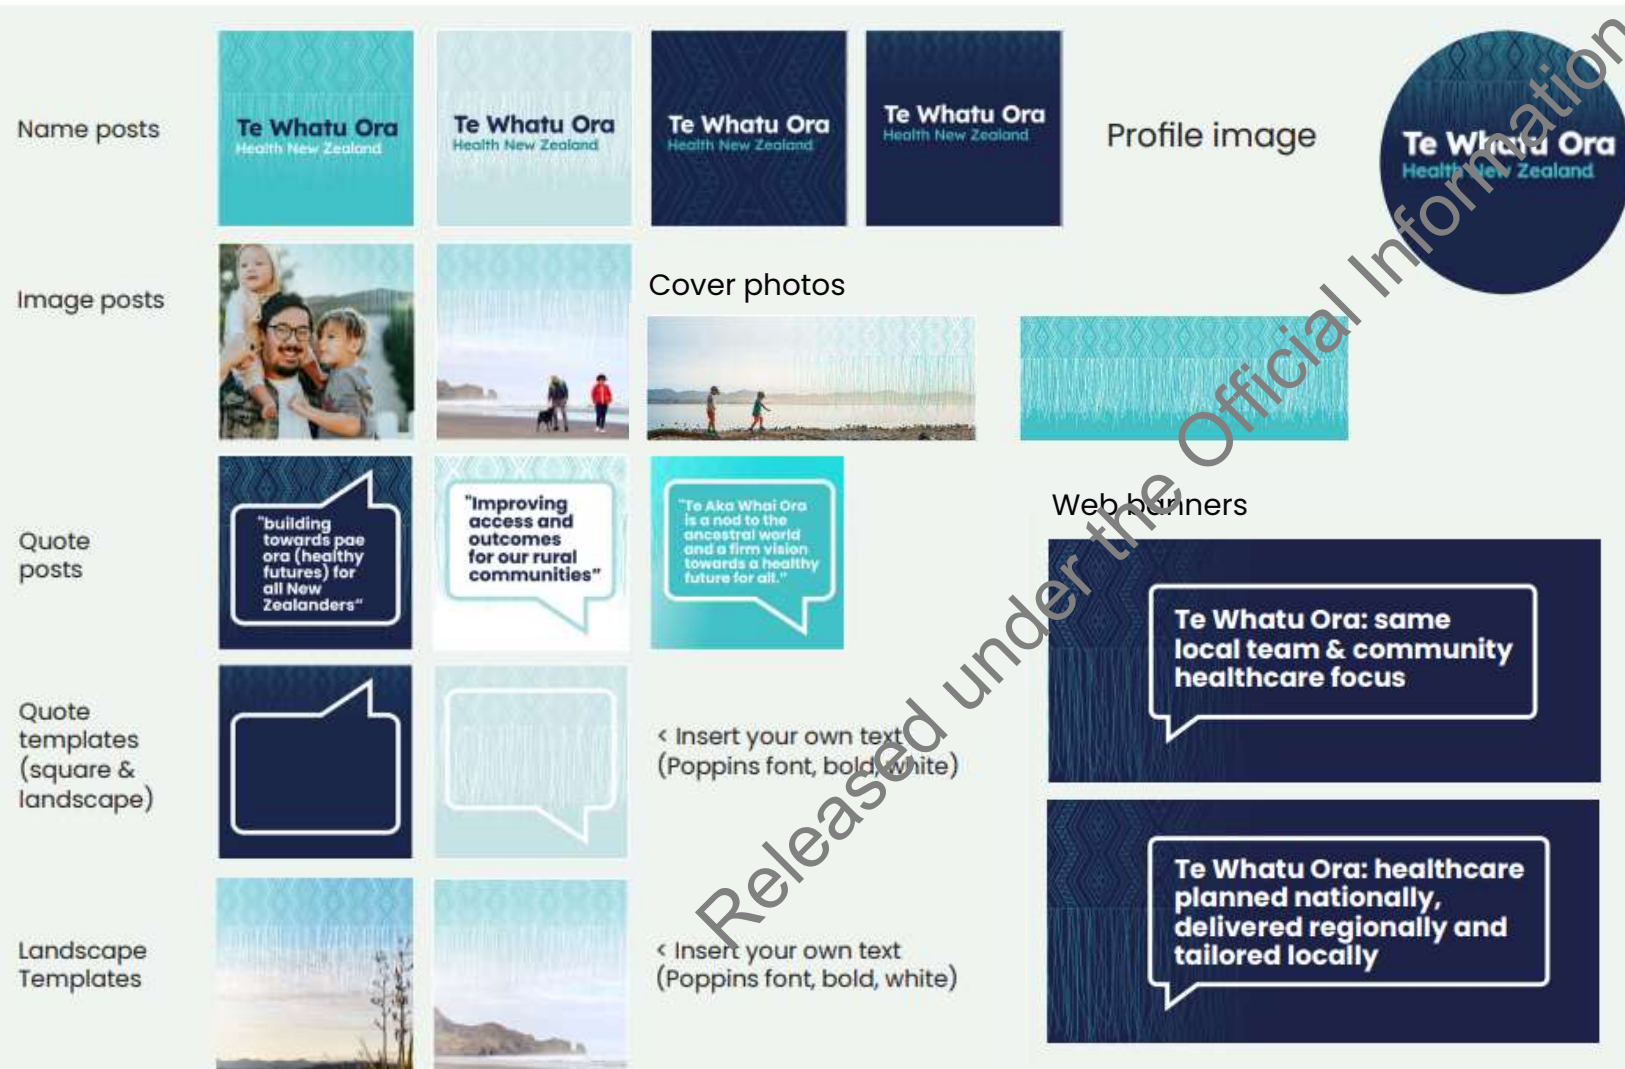 Name posts
Te Whatu Ora
Health New Zealand
Te Whatu Ora
Health New Zealand
Te Whatu Ora
Health New Zealand
Te Whatu Ora
Health New Zealand
Profile image
Te Whatu Ora
Health New Zealand
Image posts
Cover photos
Quote
posts
"building
towards pae
ora (healthy
futures) for
all New
Zealanders"
"Improving
access and
outcomes
for our rural
communities"
"Te Aka Whai Ora
is a nod to the
ancestral world
and a firm vision
towards a healthy
future for all."
Web banners
Te Whatu Ora: same
local team & community
healthcare focus
Quote
templates
(square &
landscape)
< Insert your own text
(Poppins font, bold, white)
Te Whatu Ora: healthcare
planned nationally,
delivered regionally and
tailored locally
Landscape
Templates
< Insert your own text
(Poppins font, bold, white)
Released under the Official Information